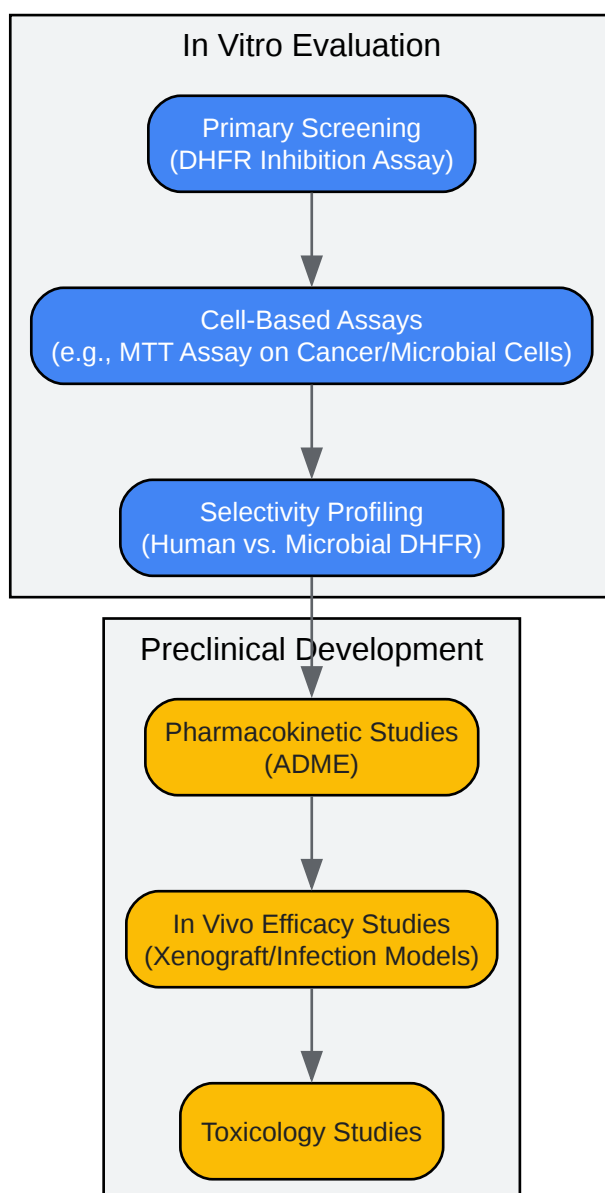 In Vitro Evaluation
Primary Screening
(DHFR Inhibition Assay)
Cell-Based Assays
(e.g., MTT Assay on Cancer/Microbial Cells)
Selectivity Profiling
(Human vs. Microbial DHFR)
Preclinical Development
Pharmacokinetic Studies
(ADME)
In Vivo Efficacy Studies
(Xenograft/Infection Models)
Toxicology Studies